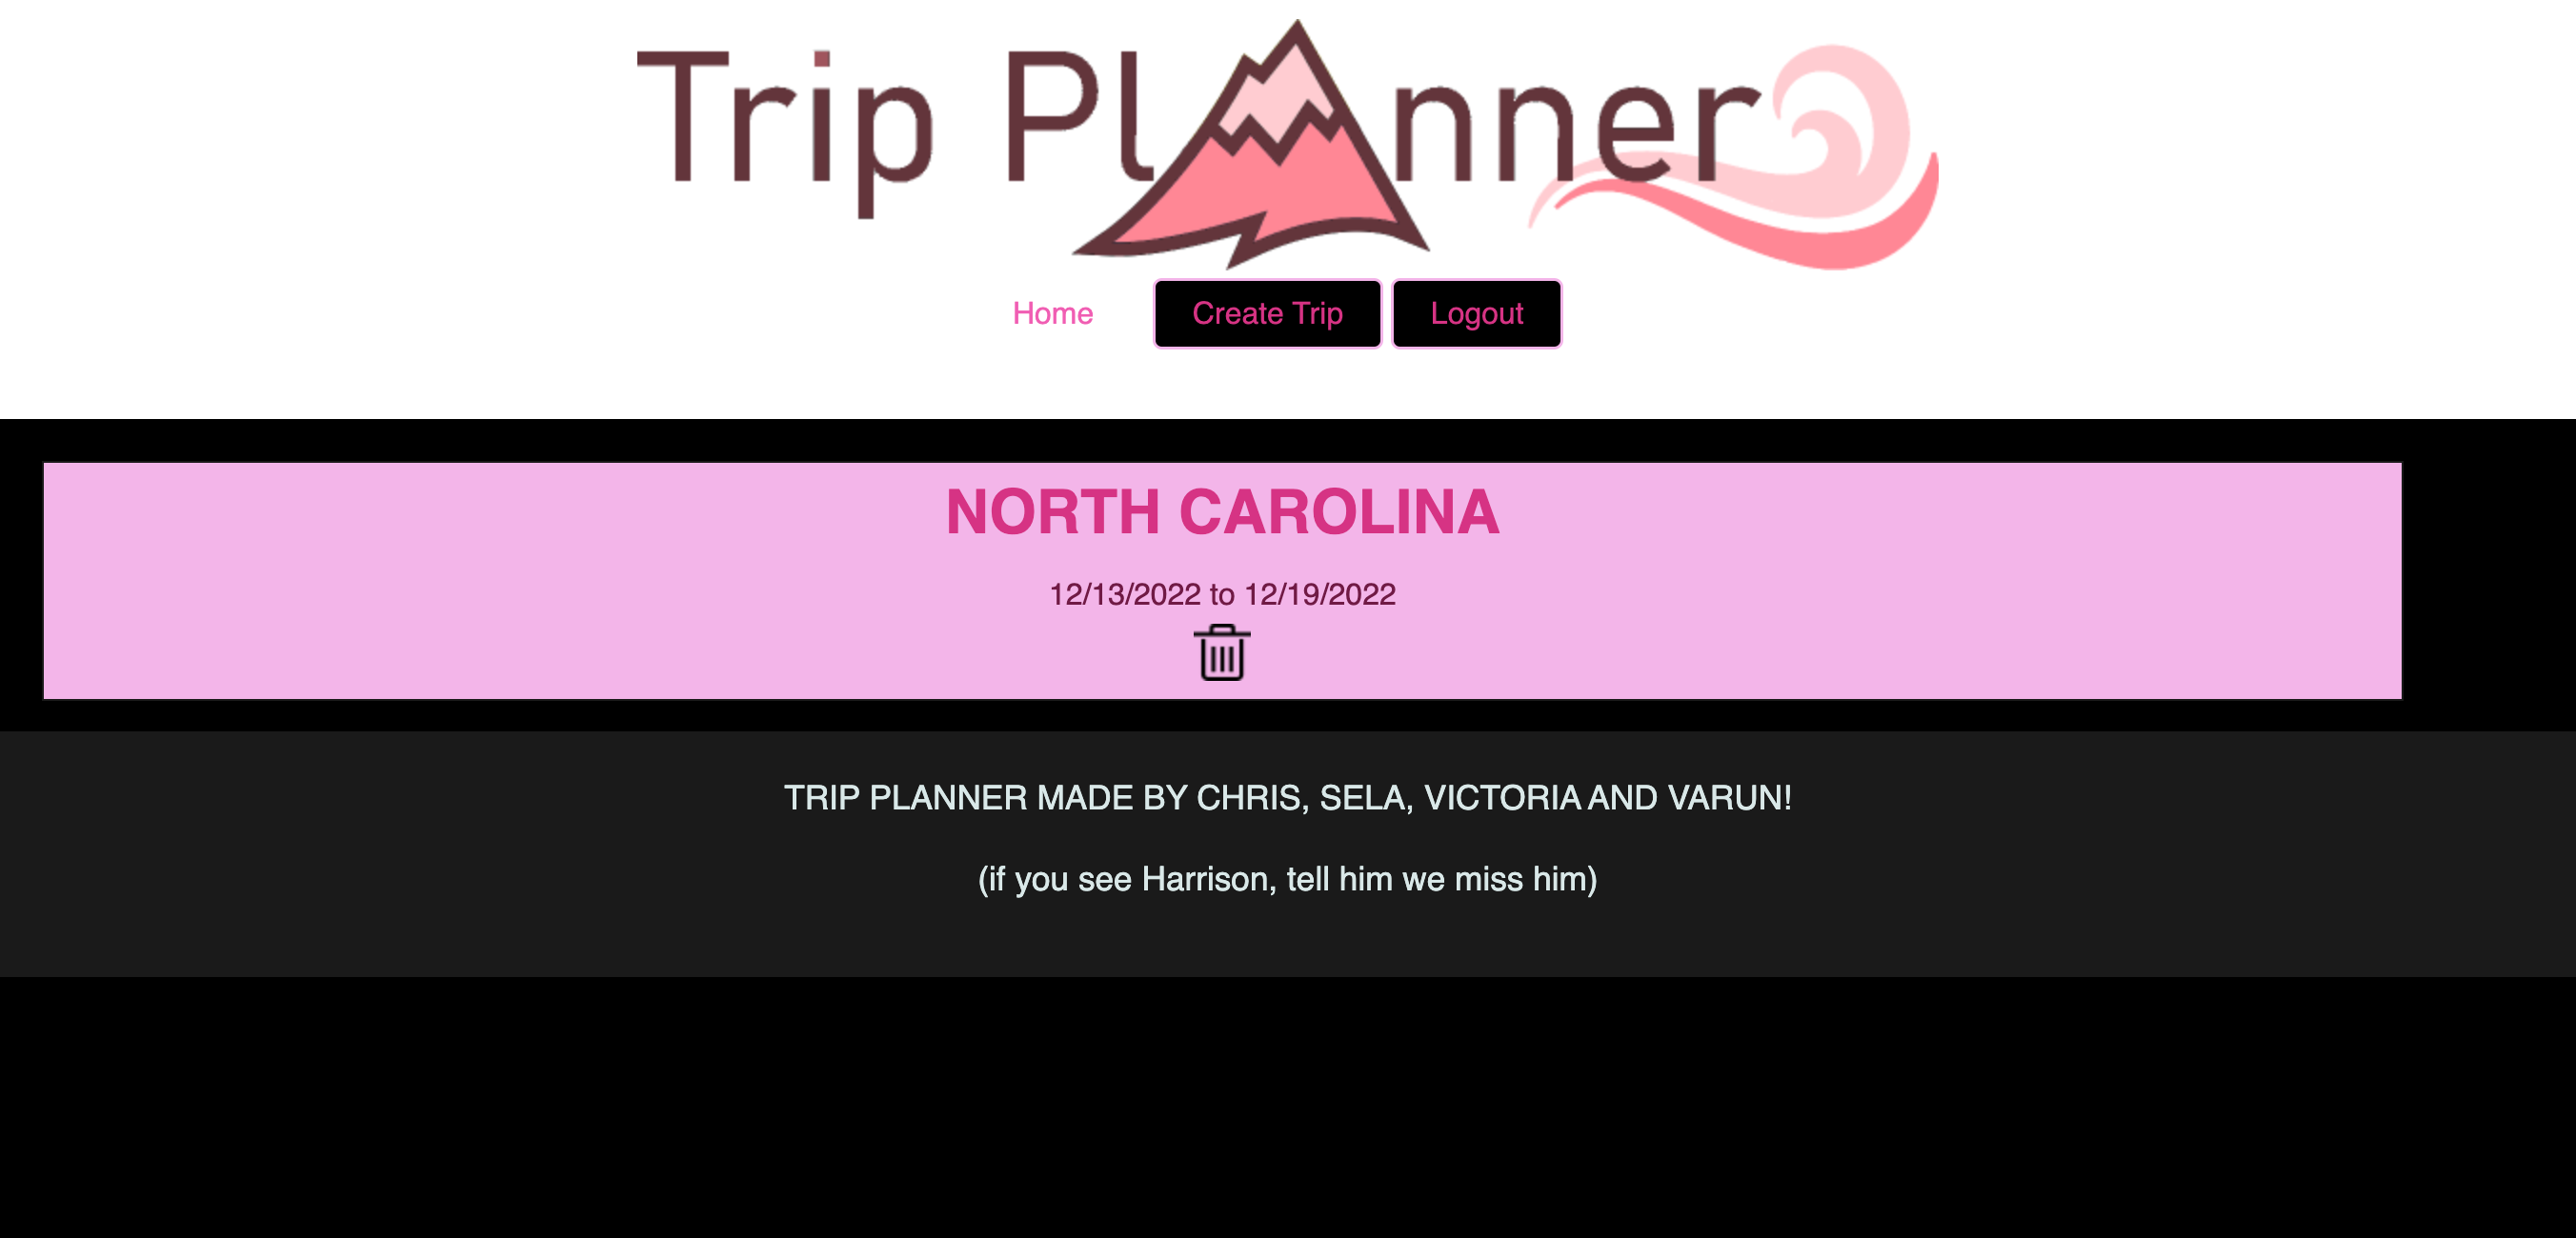 Trip Planner
Home Create Trip Logout
NORTH CAROLINA
12/13/2022 to 12/19/2022
TRIP PLANNER MADE BY CHRIS, SELA, VICTORIA AND VARUN!
(if you see Harrison, tell him we miss him)